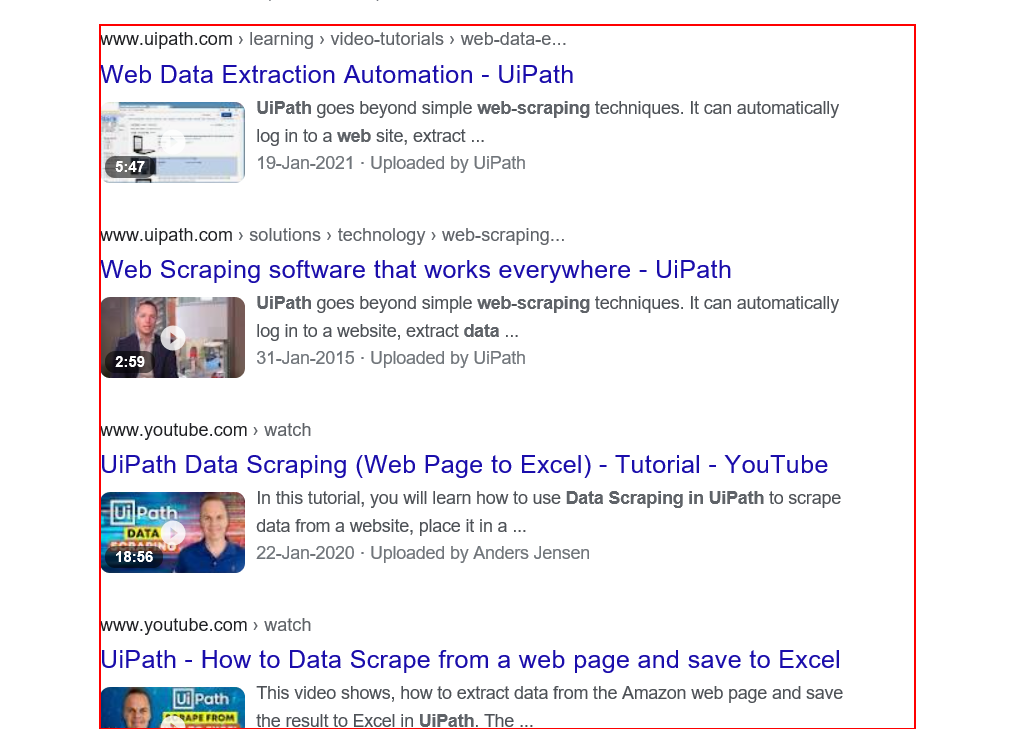 www.uipath.com › learning › video-tutorials › web-data-e...
Web Data Extraction Automation - UiPath
UiPath goes beyond simple web-scraping techniques. It can automatically
log in to a web site, extract ...
5:47
19-Jan-2021 · Uploaded by UiPath
www.uipath.com › solutions › technology › web-scraping...
Web Scraping software that works everywhere - UiPath
UiPath goes beyond simple web-scraping techniques. It can automatically
log in to a website, extract data ...
2:59
31-Jan-2015 · Uploaded by UiPath
www.youtube.com › watch
UiPath Data Scraping (Web Page to Excel) - Tutorial - YouTube
In this tutorial, you will learn how to use Data Scraping in UiPath to scrape
UiPath
data from a website, place it in a ...
DATA
SCRAPING
18:56
22-Jan-2020 · Uploaded by Anders Jensen
www.youtube.com › watch
UiPath - How to Data Scrape from a web page and save to Excel
This video shows, how to extract data from the Amazon web page and save
UiPath
the result to Excel in UiPath. The ...
SCRAPE FROM